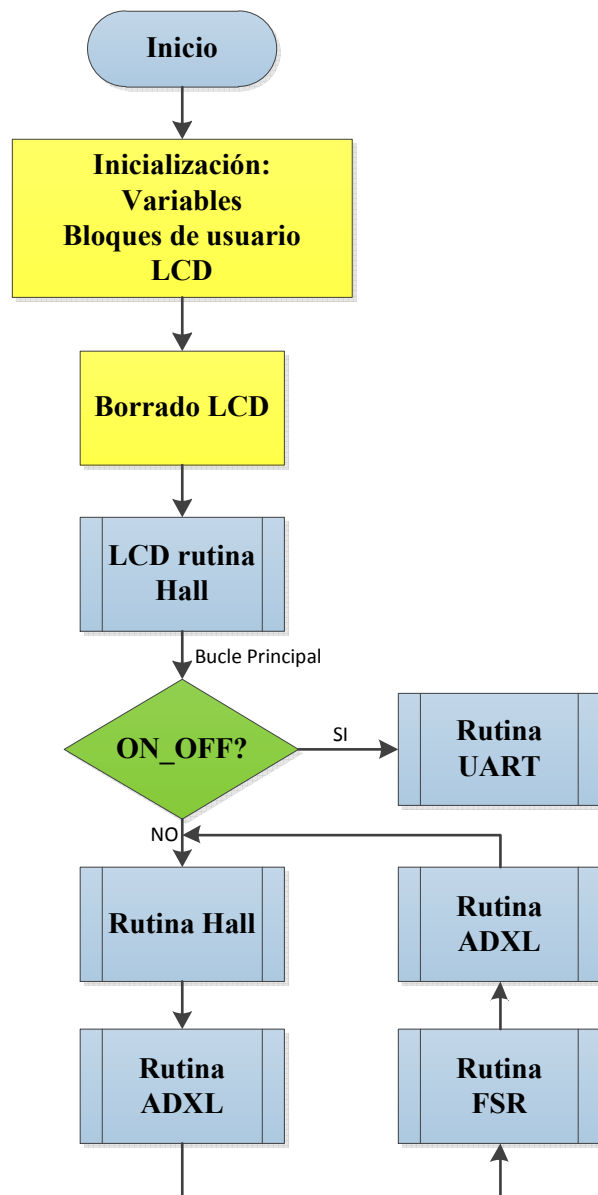 Inicio
Inicialización:
Variables
Bloques de usuario
LCD
Borrado LCD
LCD rutina
Hall
Bucle Principal
ON_OFF?
SI
Rutina
UART
NO
Rutina Hall
Rutina
ADXL
Rutina
ADXL
Rutina
FSR